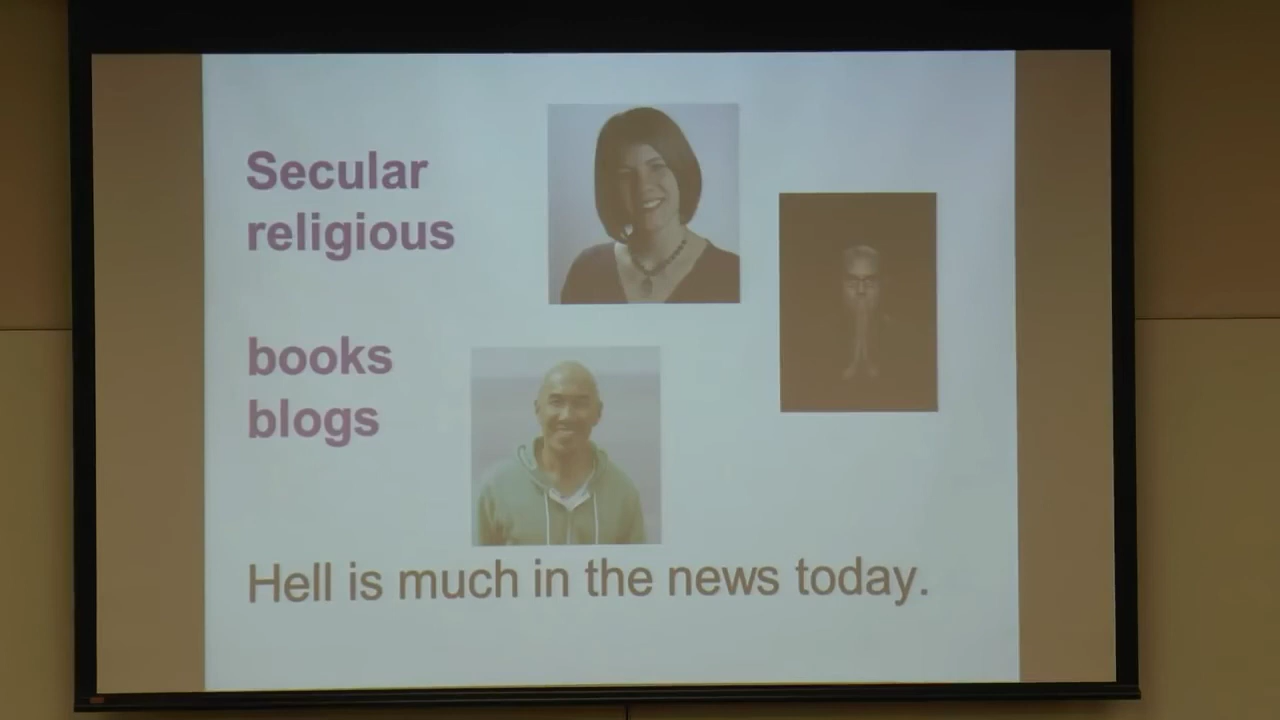 Secular
religious
books
blogs
Hell is much in the news today.